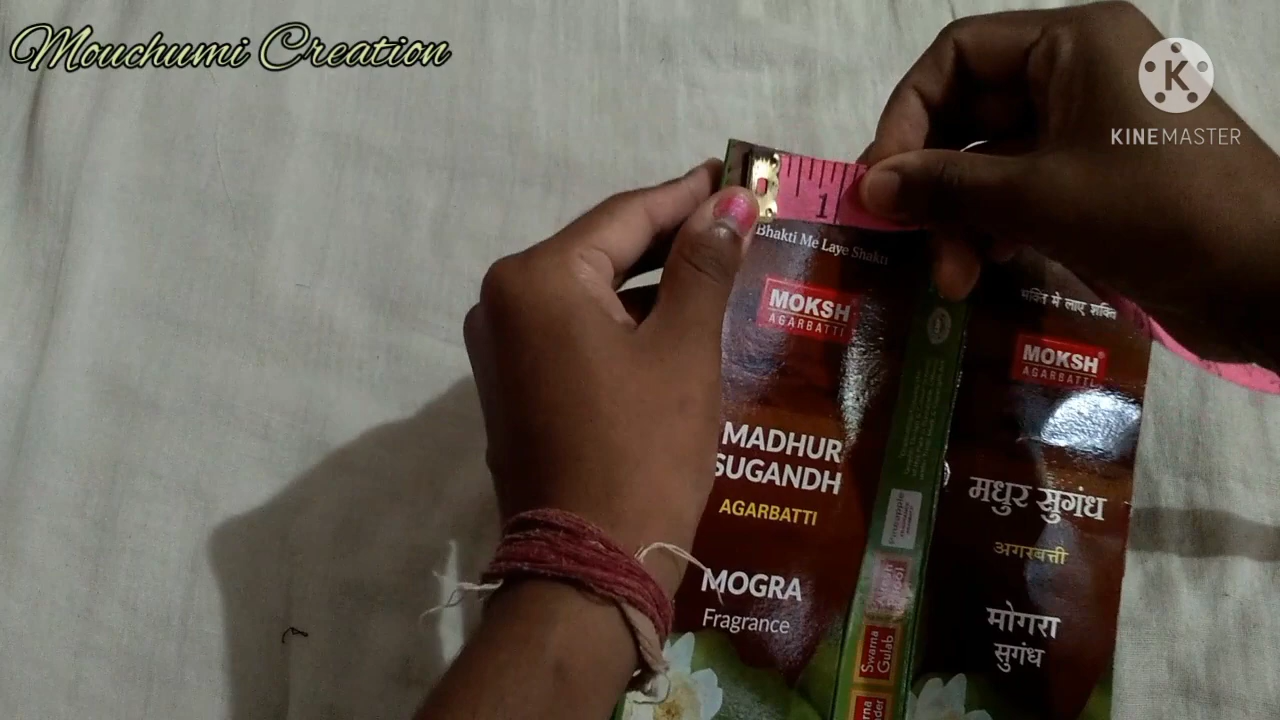 Mouchumi Creation
KINEMASTER
1
Bhakti Me Laye Shakti
MOKSH
AGARBATTI
MADHUR
SUGANDH
AGARBATTI
MOGRA
Fragrance
Swarna
Gulab
भक्ति में लाए शक्ति
MOKSH
AGARBATTI
मधुर सुगंध
अगरबत्ती
मोगरा
सुगंध